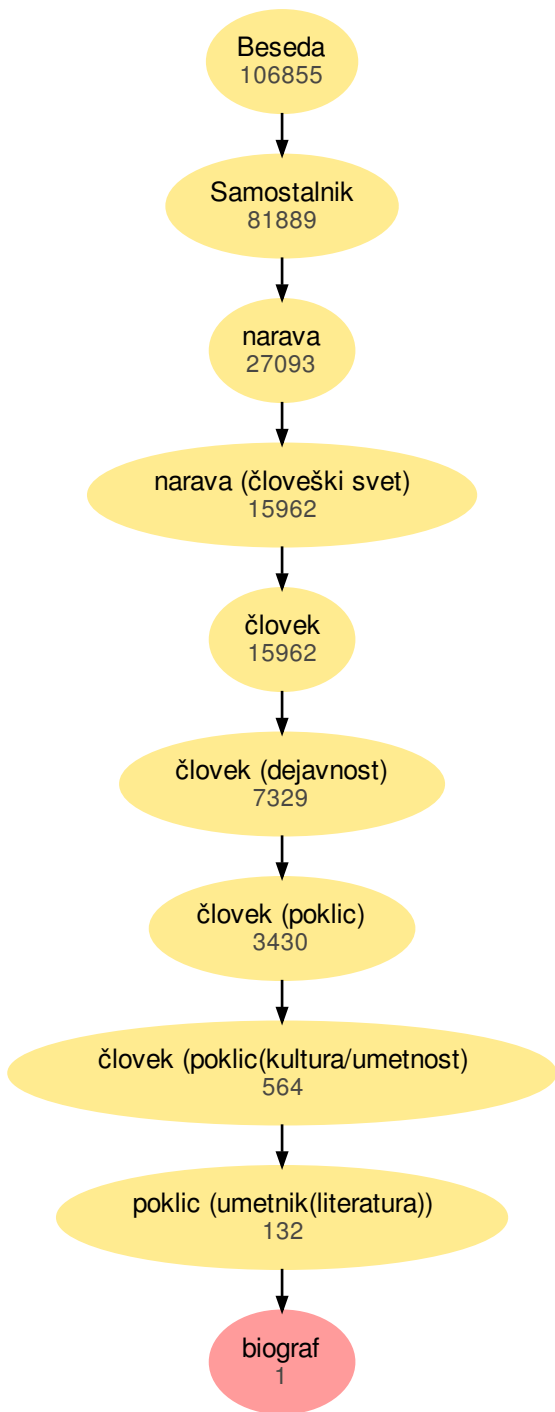 Beseda
106855
Samostalnik
81889
narava
27093
narava (človeški svet)
15962
človek
15962
človek (dejavnost)
7329
človek (poklic)
3430
človek (poklic(kultura/umetnost)
564
poklic (umetnik(literatura))
132
biograf
1